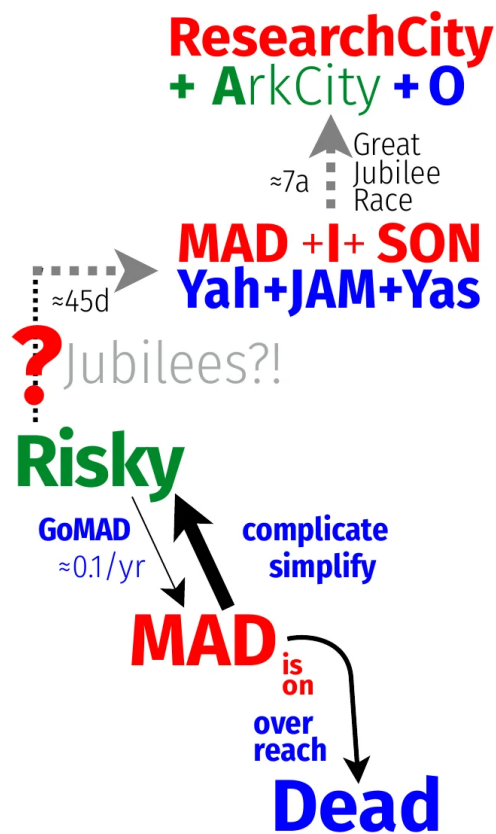 ResearchCity
+ ArkCity + O
Great
Jubilee
Race
≈7a
MAD +I+ SON
Yah+JAM+Yas
≈45d
? Jubilees?!
Risky
GoMAD
≈0.1/yr
complicate
simplify
MAD
is
on
over
reach
Dead